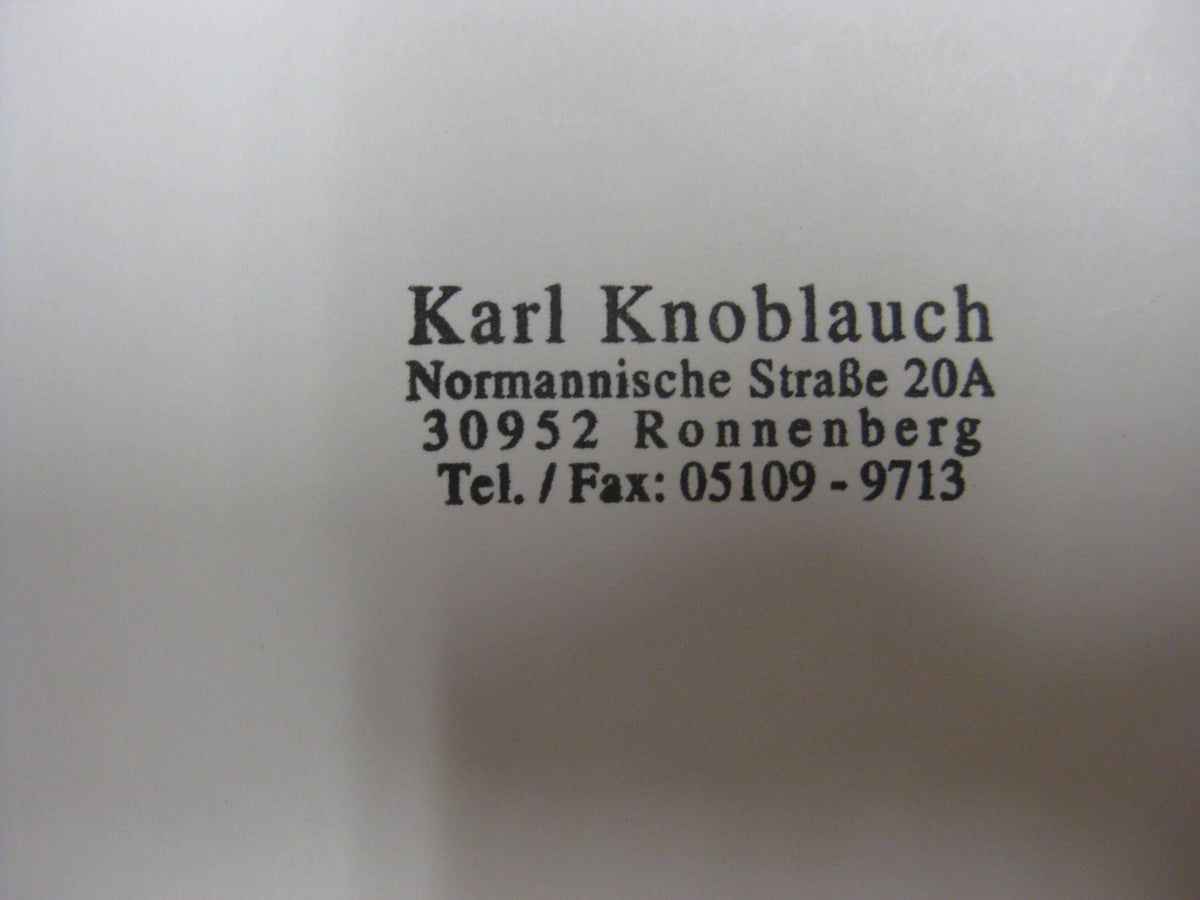 Karl Knoblauch
Normannische Straße 20A
30952 Ronnenberg
Tel. / Fax: 05109 - 9713